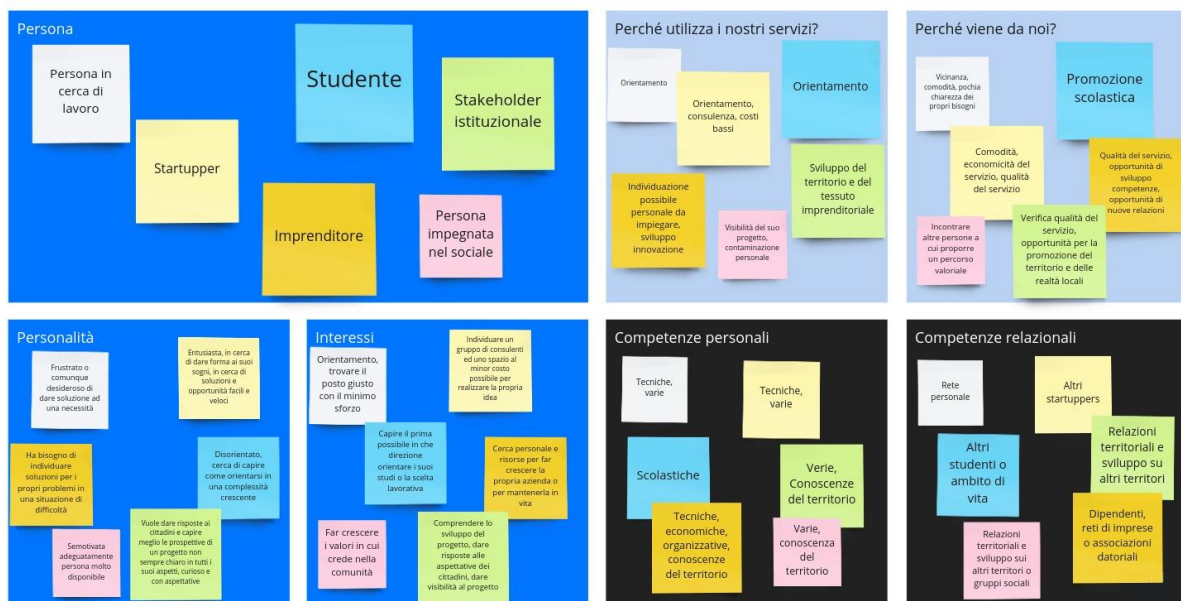 Persona
Persona in
cerca di
lavoro
Studente
Stakeholder
istituzionale
Startupper
Imprenditore
Persona
impegnata
nel sociale
Perché utilizza i nostri servizi?
Orientamento
Orientamento,
consulenza, costi
bassi
Orientamento
Individuazione
possibile
personale da
impiegare,
sviluppo
innovazione
Visibilità del suo
progetto,
contaminazione
personale
Sviluppo del
territorio e del
tessuto
imprenditoriale
Perché viene da noi?
Vicinanza,
comodità, pochia
chiarezza dei
propri bisogni
Promozione
scolastica
Comodità,
economicità del
servizio, qualità
del servizio
Qualità del servizio,
opportunità di
sviluppo
competenze,
opportunità di
nuove relazioni
Incontrare
altre persone a
cui proporre
un percorso
valoriale
Verifica qualità del
servizio,
opportunità per la
promozione del
territorio e delle
realtà locali
Personalità
Frustrato o
comunque
desideroso di
dare soluzione ad
una necessità
Entusiasta, in cerca
di dare forma ai suoi
sogni, in cerca di
soluzioni e
opportunità facili e
veloci
Ha bisogno di
individuare
soluzioni per i
propri problemi in
una situazione di
difficoltà
Disorientato,
cerca di capire
come orientarsi in
una complessità
crescente
Semotivata
adeguatamente
persona molto
disponibile
Vuole dare risposte ai
cittadini e capire
meglio le prospettive di
un progetto non
sempre chiaro in tutti i
suoi aspetti, curioso e
con aspettative
Interessi
Orientamento,
trovare il
posto giusto
con il minimo
sforzo
Individuare un
gruppo di consulenti
ed uno spazio al
minor costo
possibile per
realizzare la propria
idea
Capire il prima
possibile in che
direzione
orientare i suoi
studi o la scelta
lavorativa
Cerca personale e
risorse per far
crescere la
propria azienda o
per mantenerla in
vita
Far crescere
i valori in cui
crede nella
comunità
Comprendere lo
sviluppo del
progetto, dare
risposte alle
aspettative dei
cittadini, dare
visibilità al progetto
Competenze personali
Tecniche,
varie
Tecniche,
varie
Scolastiche
Verie,
Conoscenze
del territorio
Tecniche,
economiche,
organizzative,
conoscenze
del territorio
Varie,
conoscenza
del
territorio
Competenze relazionali
Rete
personale
Altri
startuppers
Altri
studenti o
ambito di
vita
Relazioni
territoriali e
sviluppo su
altri territori
Relazioni
territoriali e
sviluppo sui
altri territori o
gruppi sociali
Dipendenti,
reti di imprese
o associazioni
datoriali